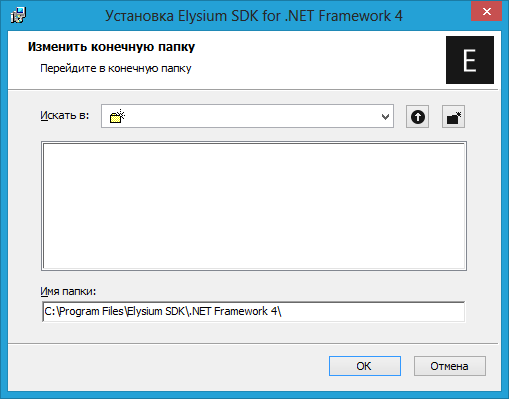 Установка Elysium SDK for .NET Framework 4
Изменить конечную папку
Перейдите в конечную папку
E
Искать в:
Имя папки:
C:\Program Files\Elysium SDK\.NET Framework 4\
OK
Отмена